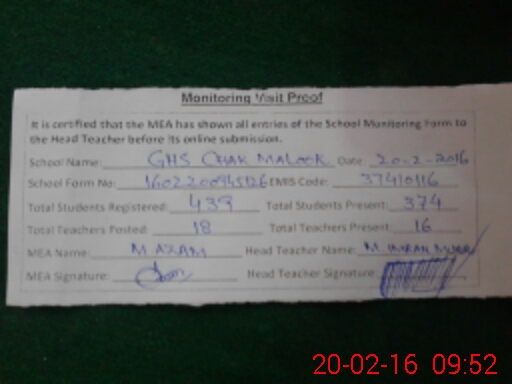 Monitoring Visit Proof
It is certified that the MEA has shown all entries of the School Monitoring Form to
the Head Teacher before its online submission.
School Name: GHS CHAK MALOOK Date: 20-2-2016
School Form No: EMIS Code: 37410116
Total Students Registered: 439 Total Students Present: 374
Total Teachers Posted: 18 Total Teachers Present: 16
MEA Name: M AZAM Head Teacher Name: M IMRAN
MEA Signature: Head Teacher Signature:
20-02-16 09:52